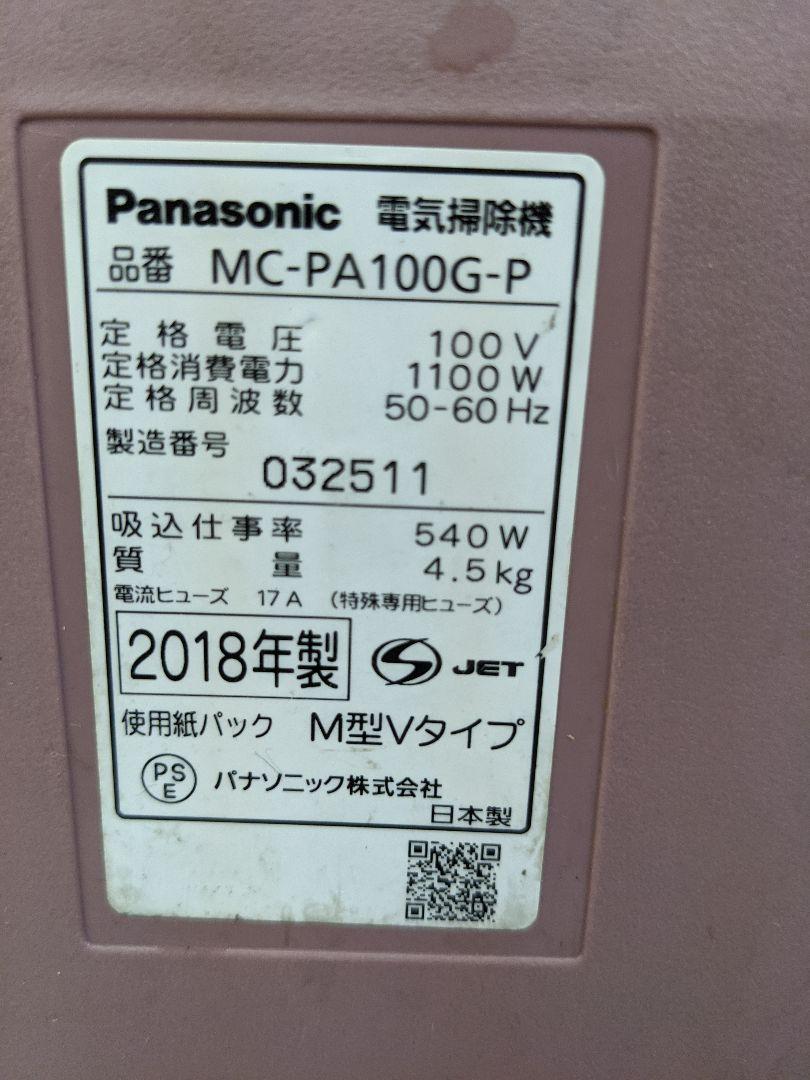 Panasonic 電気掃除機
品番 MC-PA100G-P
定格電圧 100V
定格消費電力 1100W
定格周波数 50-60Hz
製造番号
032511
吸込仕事率 540W
質量 4.5kg
電流ヒューズ 17A (特殊専用ヒューズ)
2018年製 JET
使用紙パック M型Vタイプ
PSE パナソニック株式会社
日本製